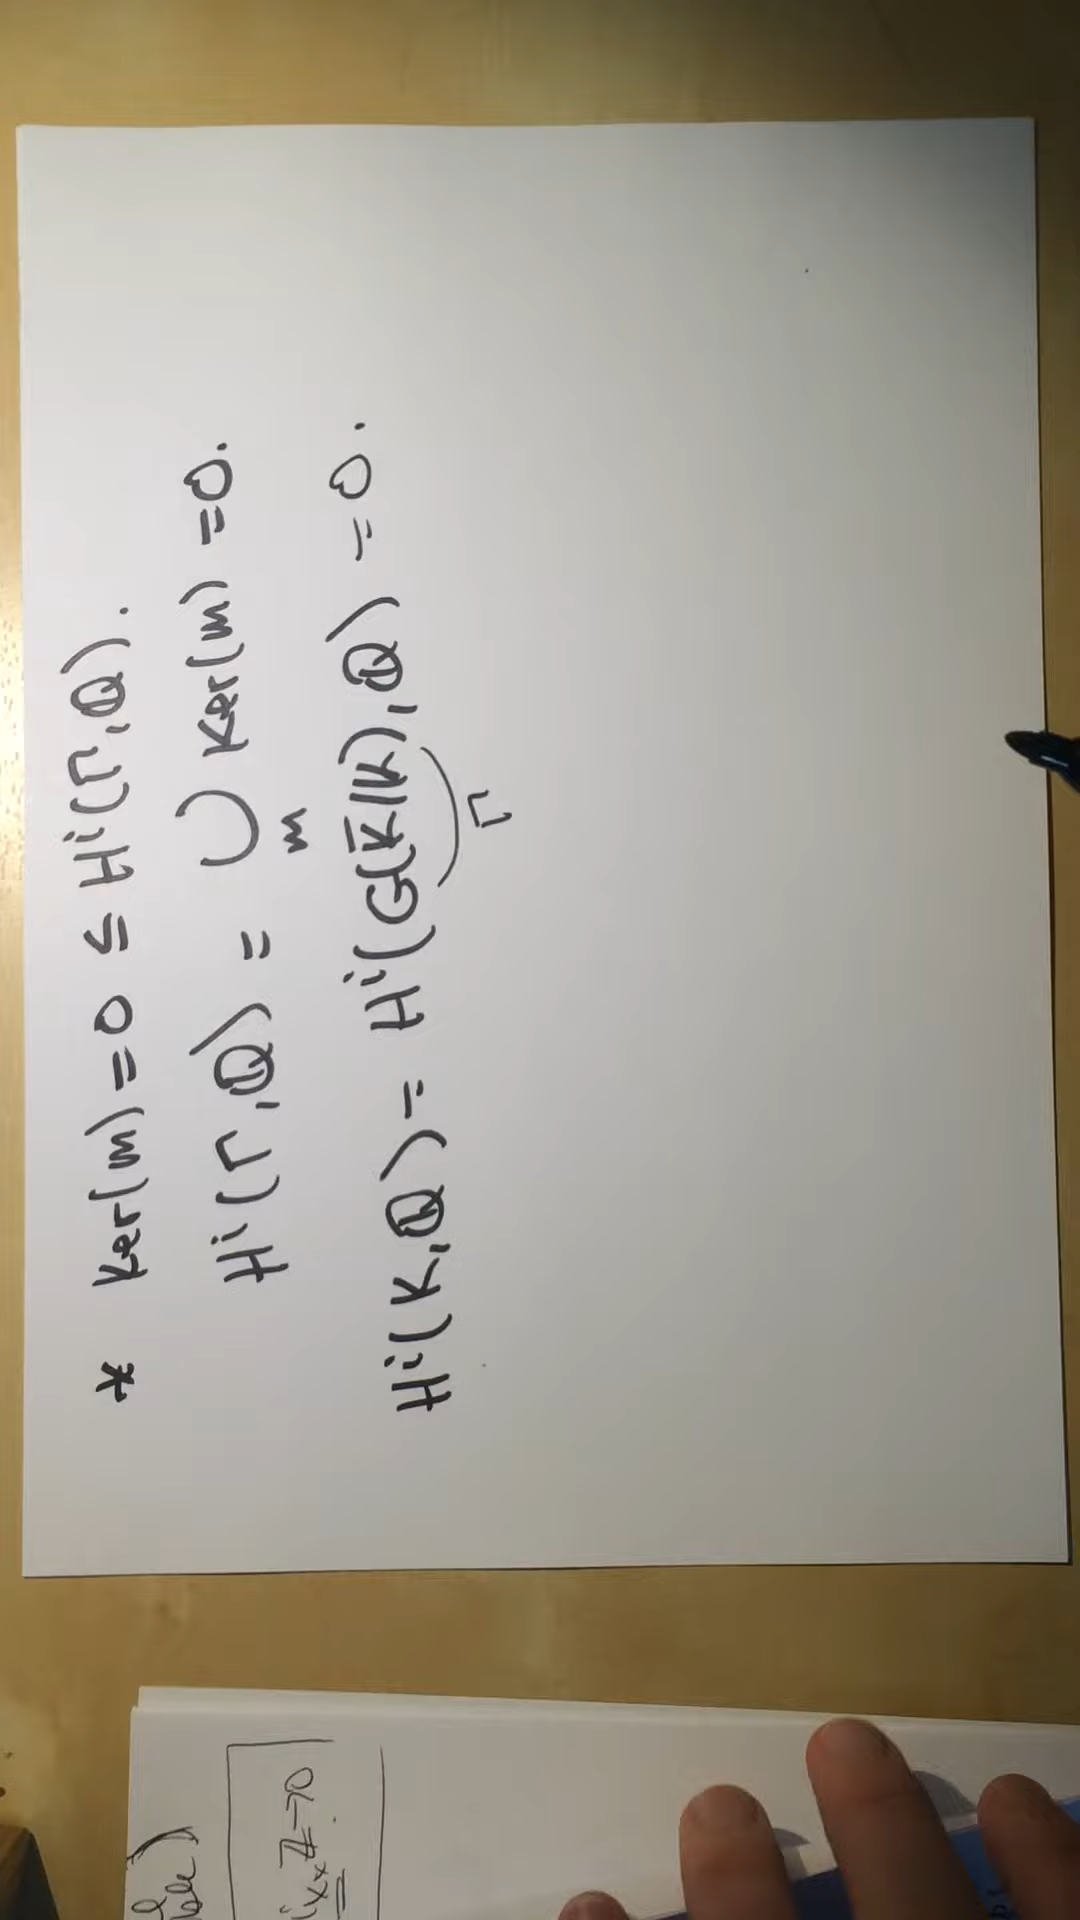 * Ker(m) = 0 ≤ Hⁱ(Γ, ℚ).
Hⁱ(Γ, ℚ) = ∪ Ker(m) = 0.
m
Hⁱ(K, ℚ) = Hⁱ(G(K̄/K), ℚ) = 0.
Γ